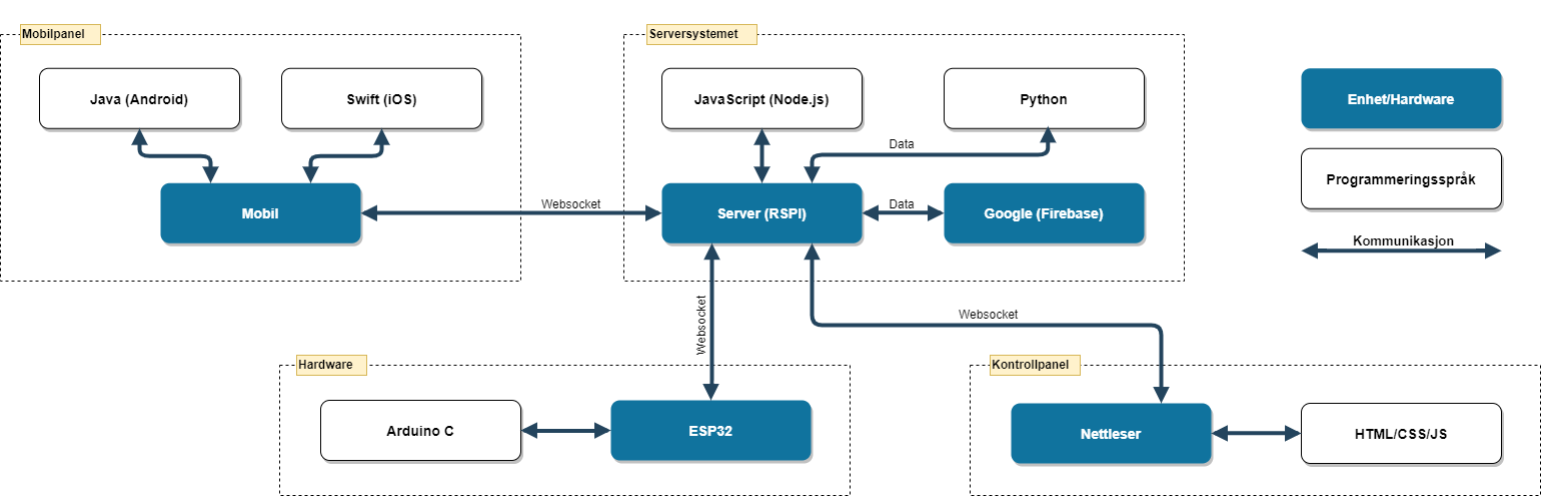 Mobilpanel
Java (Android)
Swift (iOS)
Mobil
Websocket
Serversystemet
JavaScript (Node.js)
Python
Data
Server (RSPI)
Data
Google (Firebase)
Enhet/Hardware
Programmeringsspråk
Kommunikasjon
Websocket
Websocket
Hardware
Arduino C
ESP32
Kontrollpanel
Nettleser
HTML/CSS/JS